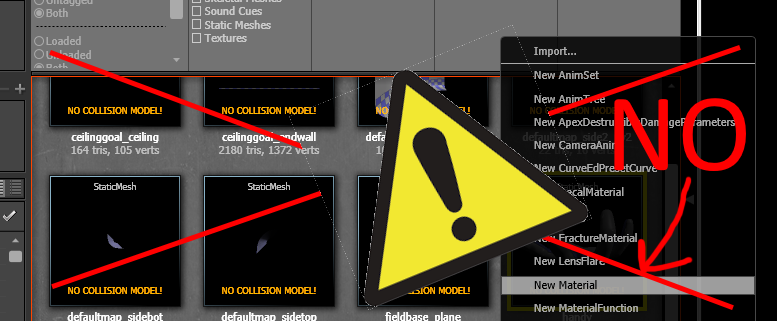 Untagged
Both
Loaded
Unloaded
Both
Skeletal Meshes
Sound Cues
Static Meshes
Textures
NO COLLISION MODEL!
NO COLLISION MODEL!
ceilinggoal_ceiling
164 tris, 105 verts
ceilinggoal_endwall
2180 tris, 1372 verts
StaticMesh
StaticMesh
NO COLLISION MODEL!
NO COLLISION MODEL!
NO COLLISION MODEL!
defaultmap_sidebot
defaultmap_sidetop
fieldbase_plane
Import...
New AnimSet
New AnimTree
New ApexDestructibleDamageParameters
New CameraAnim
New CurveEdPresetCurve
New FractureMaterial
New LensFlare
New Material
New MaterialFunction
NO